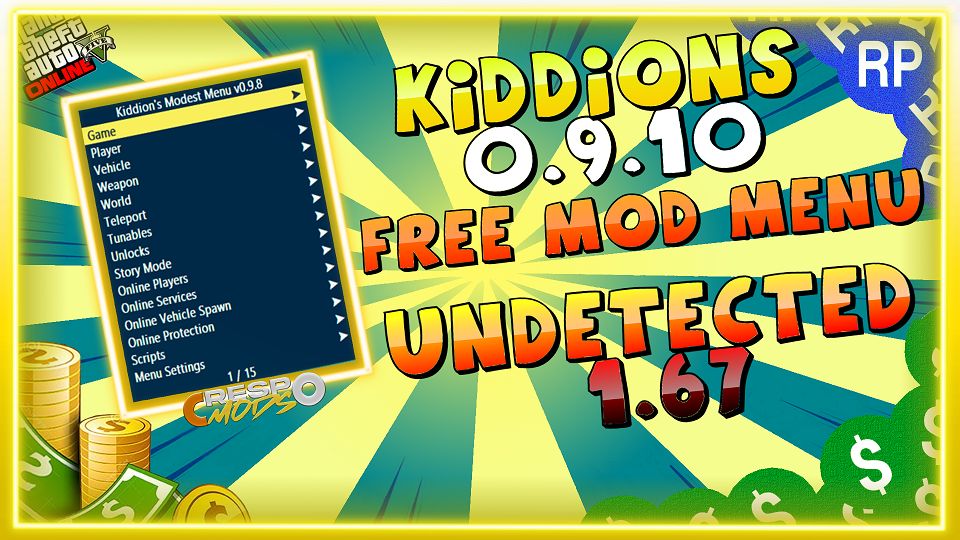 grand
theft
auto
FIVE
ONLINE
Kiddion's Modest Menu v0.9.8
Game
Player
Vehicle
Weapon
World
Teleport
Tunables
Unlocks
Story Mode
Online Players
Online Services
Online Vehicle Spawn
Online Protection
Scripts
Menu Settings
1 / 15
CRESPO
MODS
KiDDiONS
0.9.10
FREE MOD MENU
UNDETECTED
1.67
RP
$